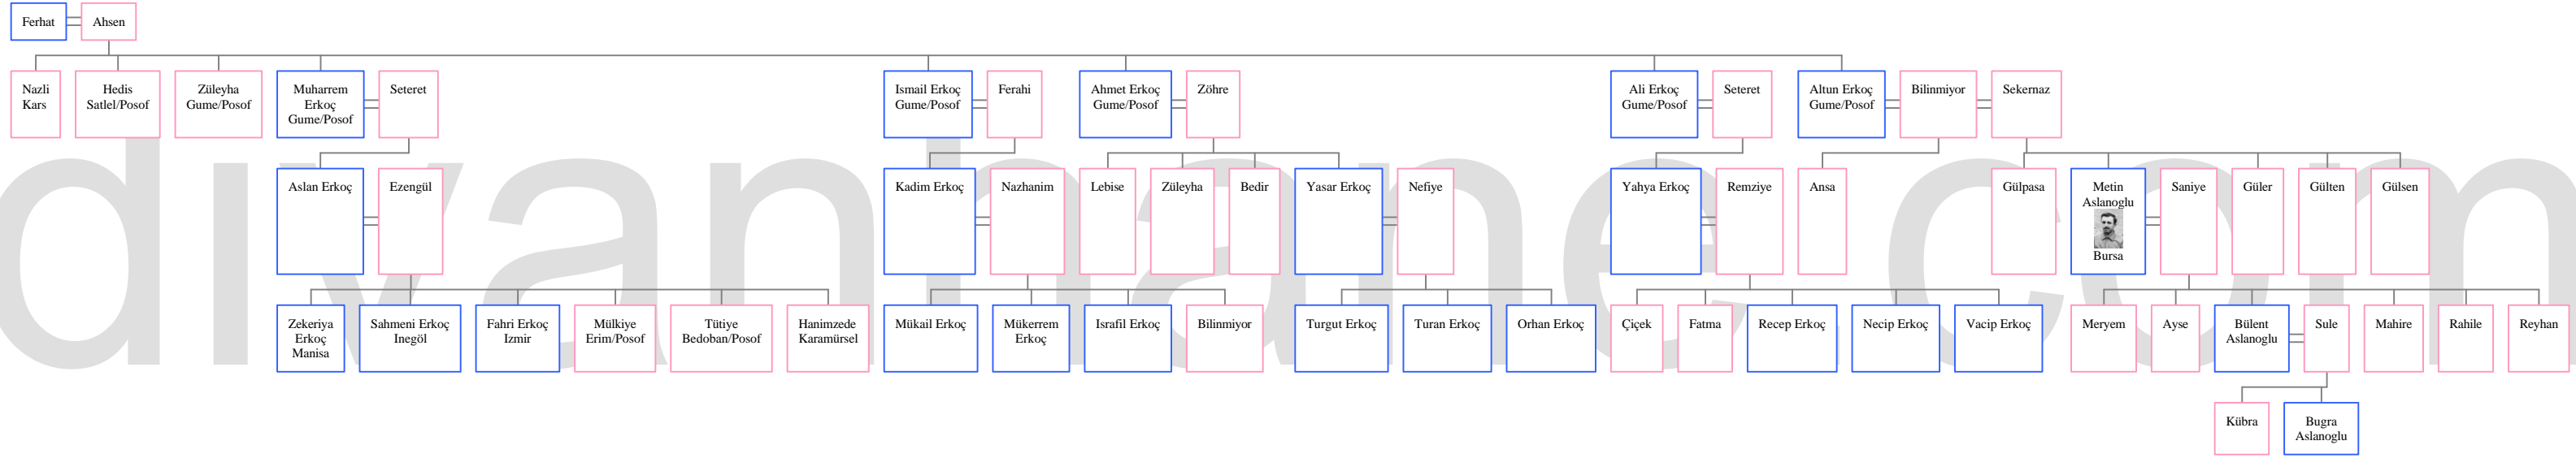 Ferhat
Ahsen
Nazli
Kars
Hedis
Satlel/Posof
Züleyha
Gume/Posof
Muharrem
Erkoç
Gume/Posof
Seteret
Ismail Erkoç
Gume/Posof
Ferahi
Ahmet Erkoç
Gume/Posof
Zöhre
Ali Erkoç
Gume/Posof
Seteret
Altun Erkoç
Gume/Posof
Bilinmiyor
Sekernaz
Aslan Erkoç
Ezengül
Kadim Erkoç
Nazhanim
Lebise
Züleyha
Bedir
Yasar Erkoç
Nefiye
Yahya Erkoç
Remziye
Ansa
Gülpasa
Metin
Aslanoglu
Bursa
Saniye
Güler
Gülten
Gülsen
Zekeriya
Erkoç
Manisa
Sahmeni Erkoç
Inegöl
Fahri Erkoç
Izmir
Mülkiye
Erim/Posof
Tütiye
Bedoban/Posof
Hanimzede
Karamürsel
Mükail Erkoç
Mükerrem
Erkoç
Israfil Erkoç
Bilinmiyor
Turgut Erkoç
Turan Erkoç
Orhan Erkoç
Çiçek
Fatma
Recep Erkoç
Necip Erkoç
Vacip Erkoç
Meryem
Ayse
Bülent
Aslanoglu
Sule
Mahire
Rahile
Reyhan
Kübra
Bugra
Aslanoglu
divanhane.com